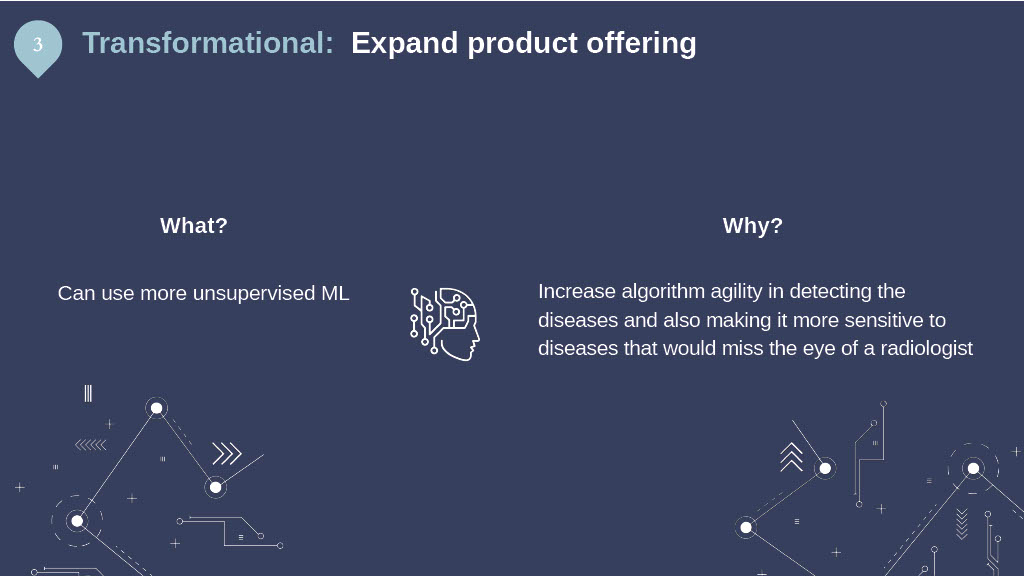 3
Transformational: Expand product offering
What?
Can use more unsupervised ML
Why?
Increase algorithm agility in detecting the
diseases and also making it more sensitive to
diseases that would miss the eye of a radiologist